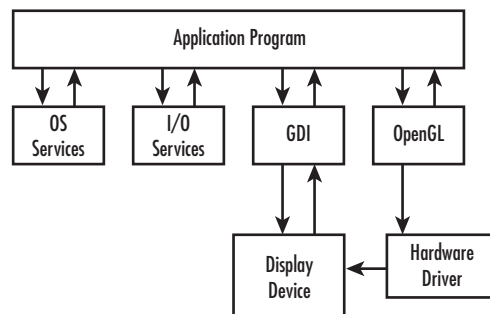 Application Program
OS
Services
I/O
Services
GDI
OpenGL
Display
Device
Hardware
Driver